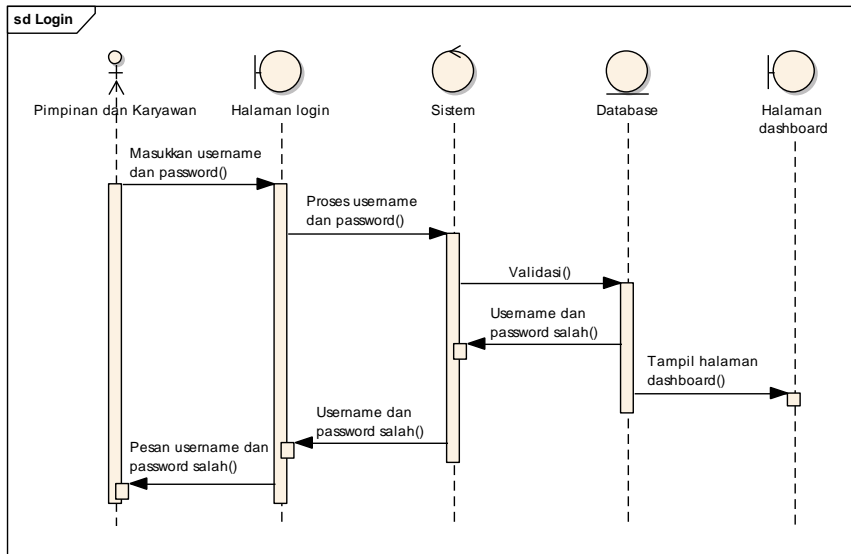 sd Login
Pimpinan dan Karyawan
Halaman login
Sistem
Database
Halaman
dashboard
Masukkan username
dan password()
Proses username
dan password()
Validasi()
Username dan
password salah()
Tampil halaman
dashboard()
Username dan
password salah()
Pesan username dan
password salah()